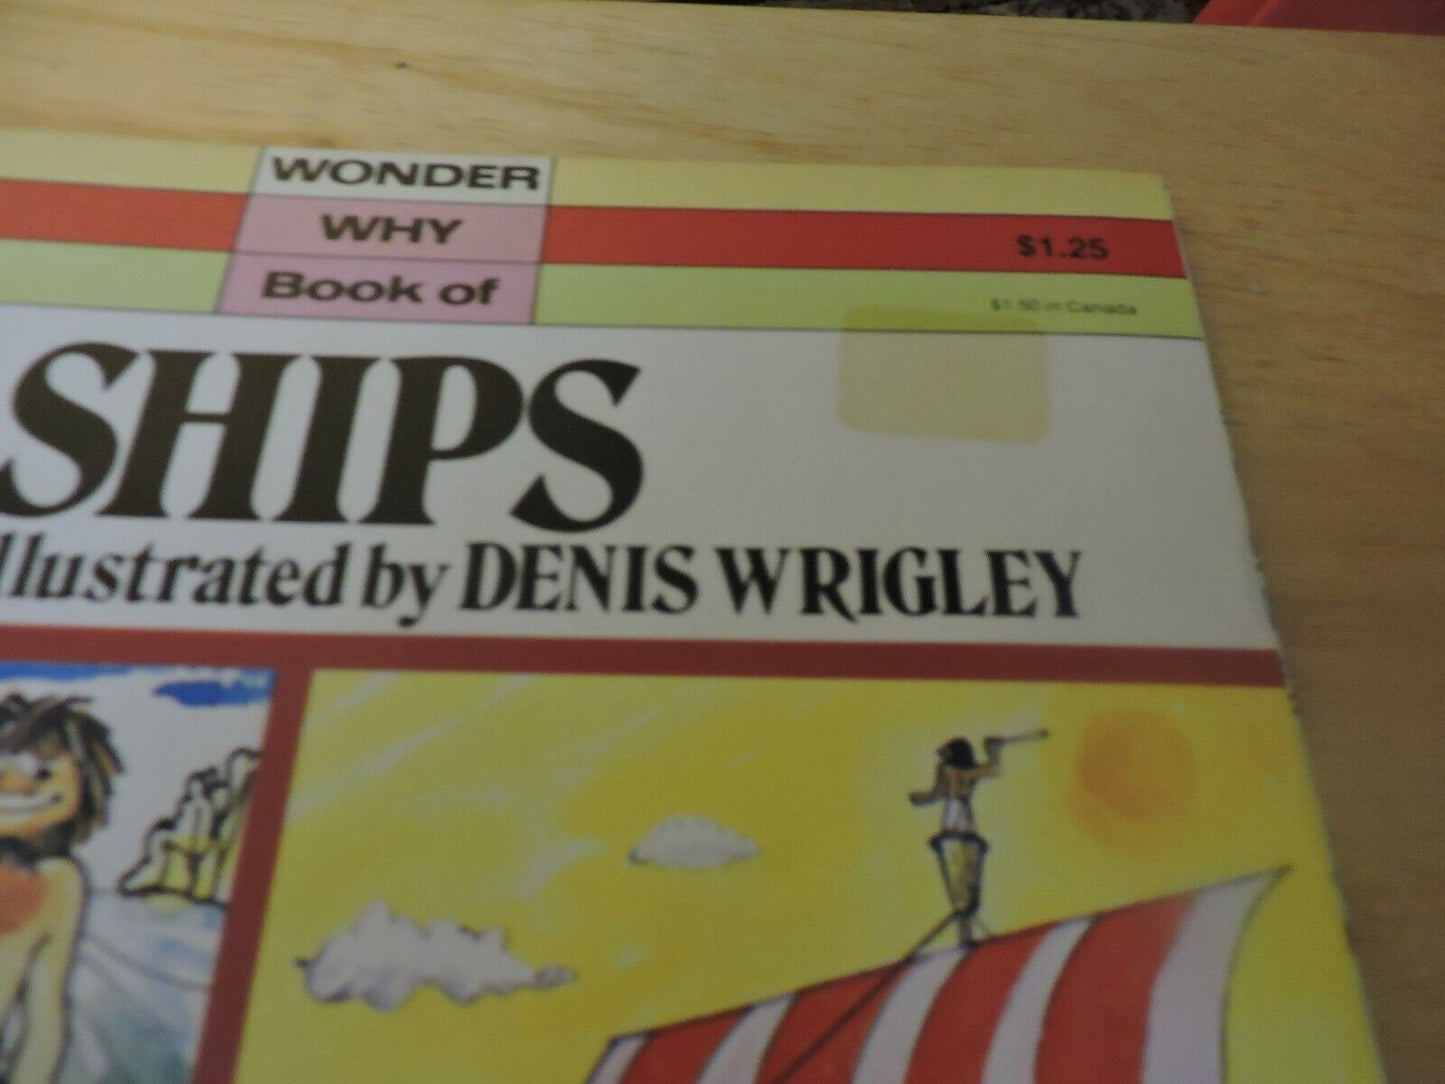 WONDER
WHY
Book of
$1.25
$1.50 in Canada
SHIPS
llustrated by DENIS WRIGLEY